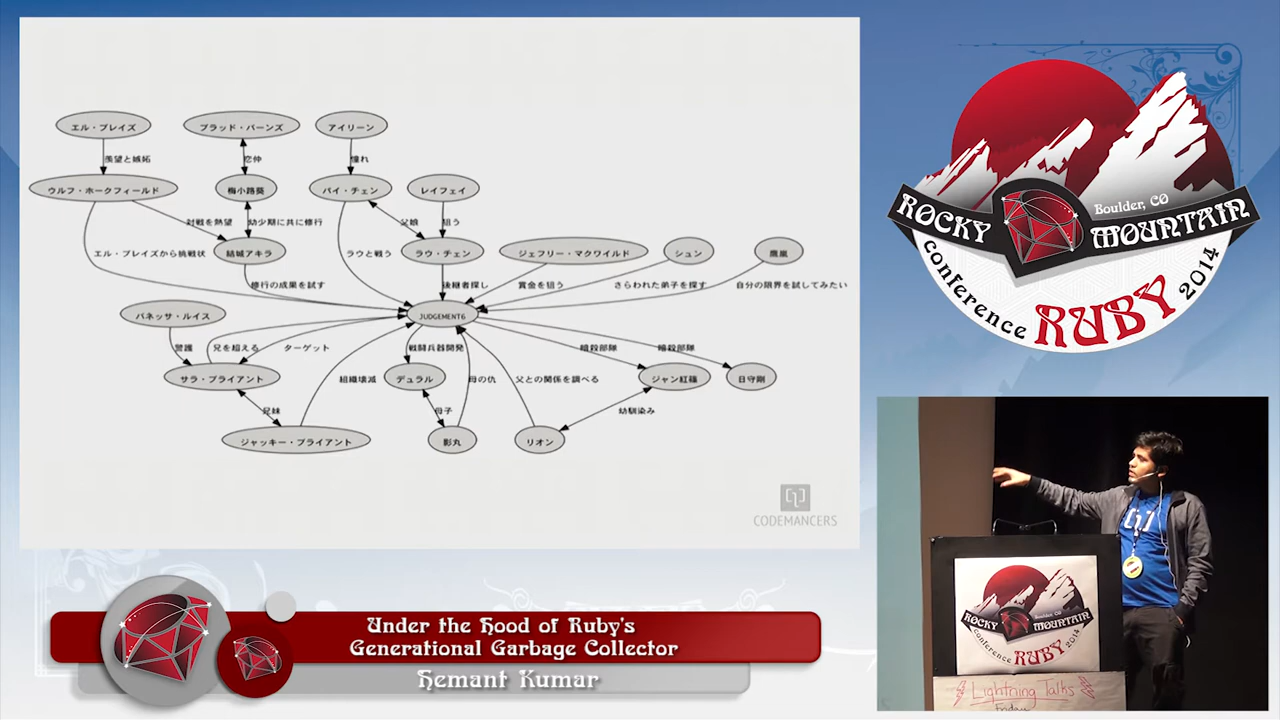 エル・ブレイズ
ブラッド・バーンズ
アイリーン
羨望と嫉妬
恋仲
憧れ
ウルフ・ホークフィールド
梅小路葵
パイ・チェン
レイフェイ
対戦を熱望
幼少期に共に修行
父娘
狙う
エル・ブレイズから挑戦状
結城アキラ
ラウと戦う
ラウ・チェン
ジェフリー・マクワイルド
シュン
鷹嵐
修行の成果を試す
後継者探し
賞金を狙う
さらわれた弟子を探す
自分の限界を試してみたい
バネッサ・ルイス
JUDGEMENT6
警護
兄を超える
ターゲット
戦闘兵器開発
暗殺部隊
暗殺部隊
サラ・ブライアント
組織壊滅
デュラル
母の仇
父との関係を調べる
ジャン紅條
日守剛
兄妹
母子
幼馴染み
ジャッキー・ブライアント
影丸
リオン
CODEMANCERS
ROCKY MOUNTAIN
Boulder, CO
Conference RUBY 2014
ROCKY MOUNTAIN
Boulder, CO
Conference RUBY 2014
Lightning Talks
Friday
Under the Hood of Ruby's
Generational Garbage Collector
Hemant Kumar